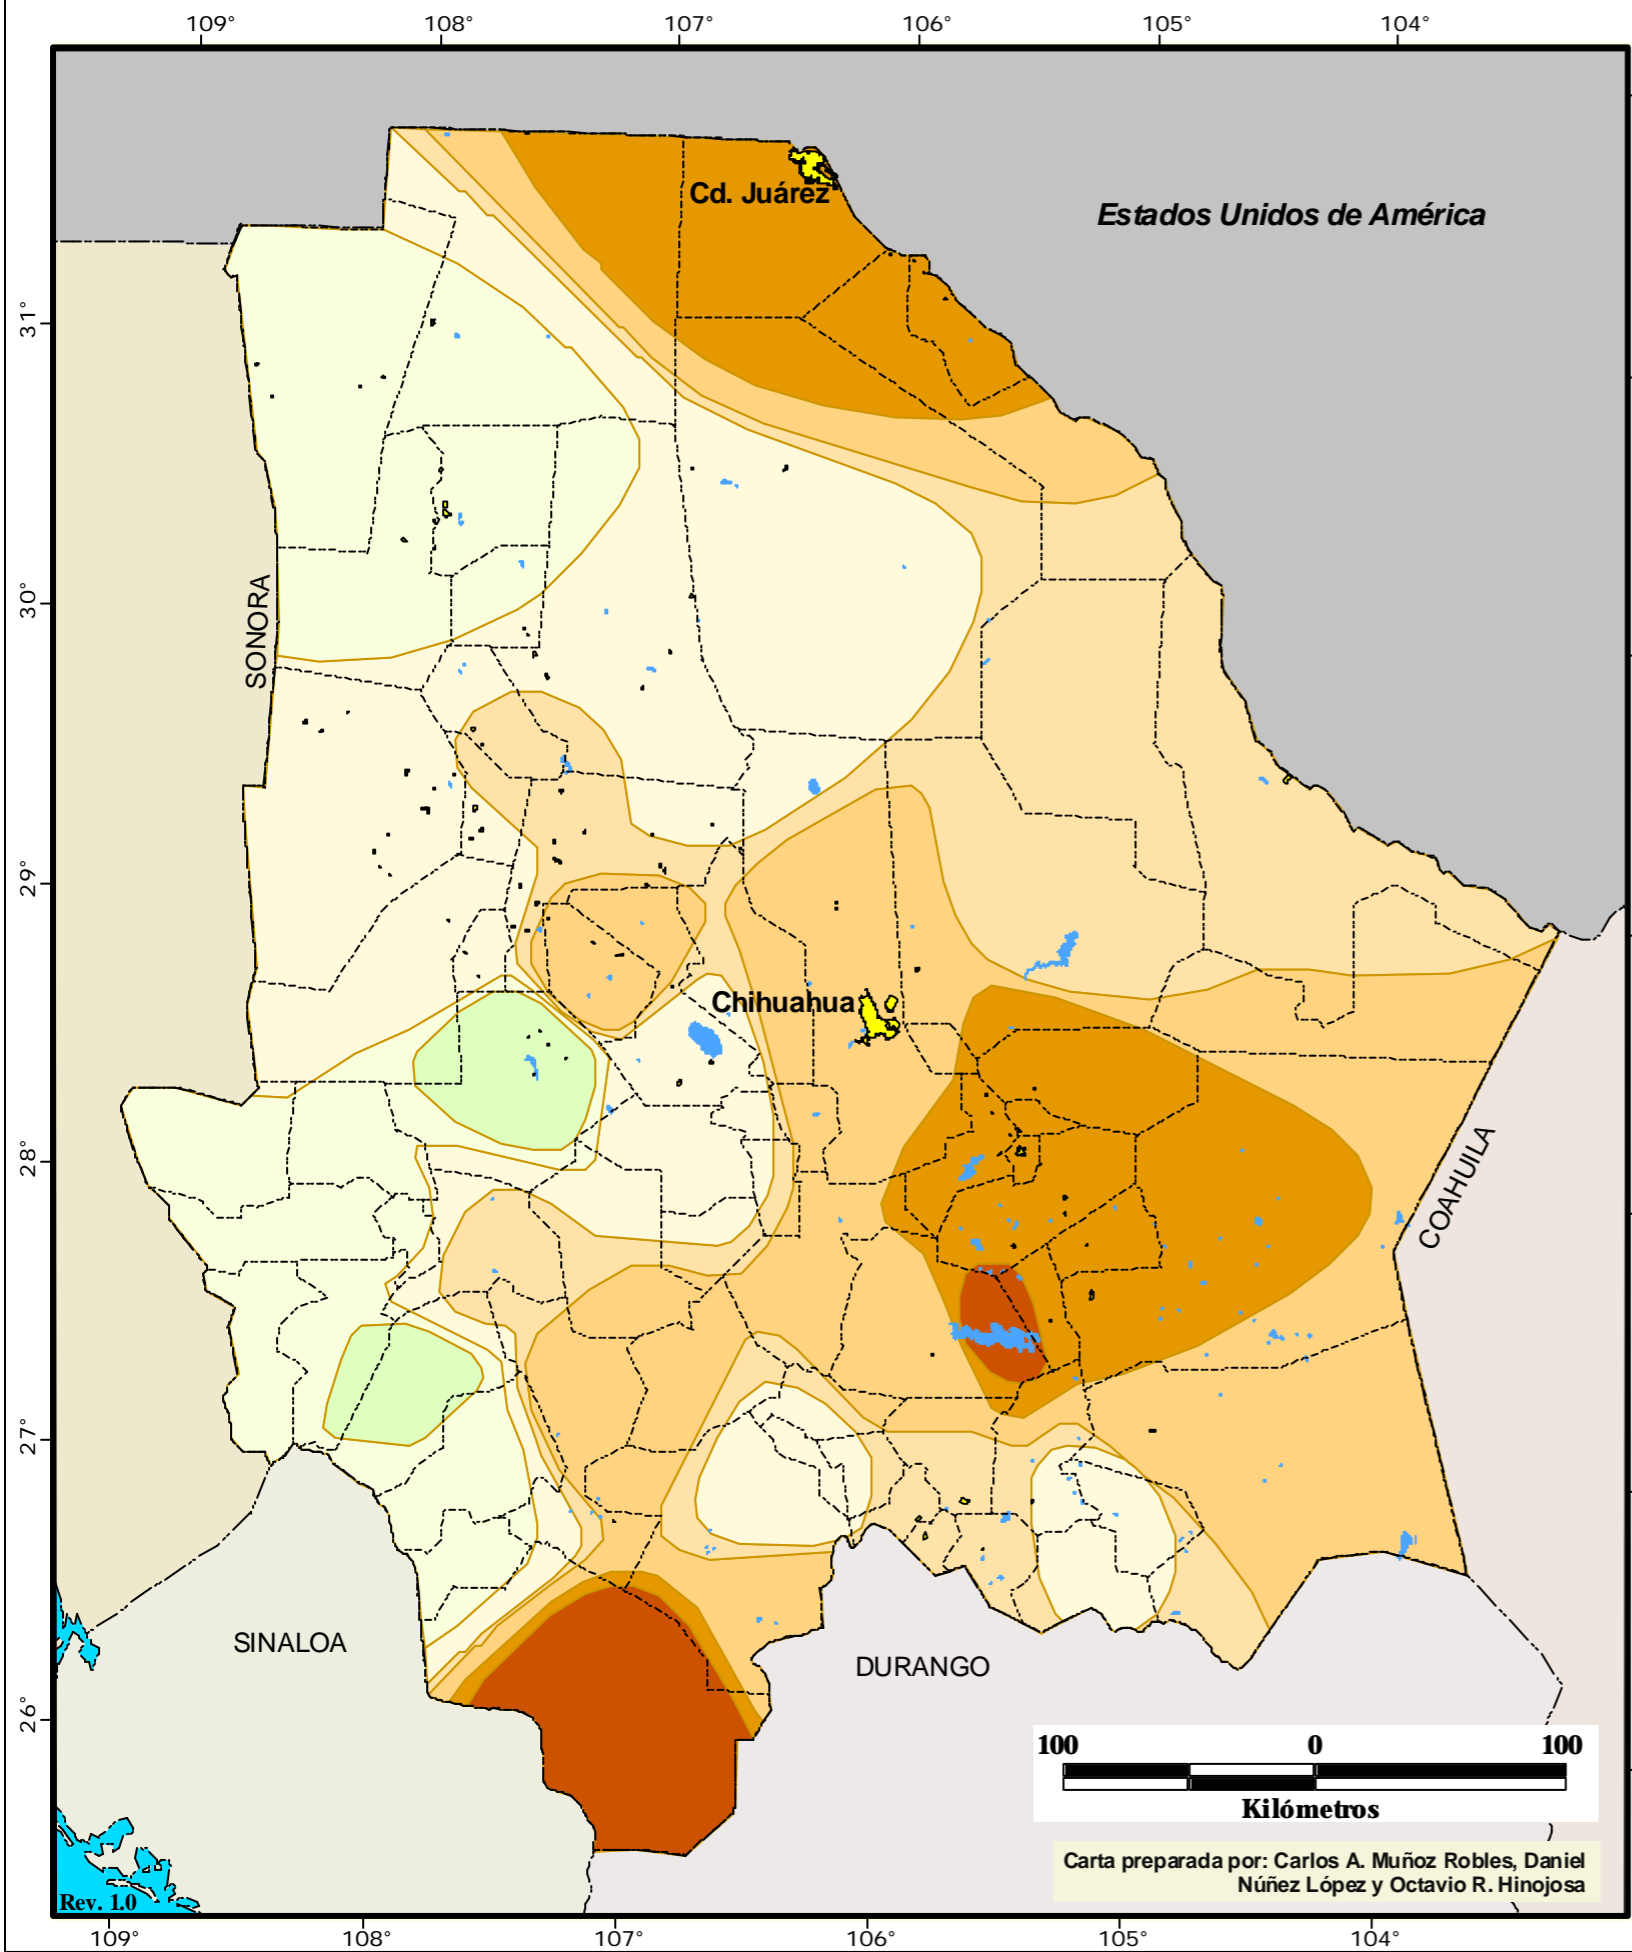 109° 108° 107° 106° 105° 104°
Cd. Juárez
Estados Unidos de América
31°
30°
SONORA
29°
Chihuahua
28°
COAHUILA
27°
SINALOA
DURANGO
26°
100 0 100
Kilómetros
Carta preparada por: Carlos A. Muñoz Robles, Daniel
Núñez López y Octavio R. Hinojosa
Rev. 1.0
109° 108° 107° 106° 105° 104°